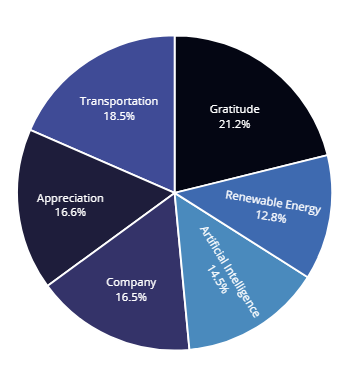 Gratitude
21.2%
Renewable Energy
12.8%
Artificial Intelligence
14.5%
Company
16.5%
Appreciation
16.6%
Transportation
18.5%